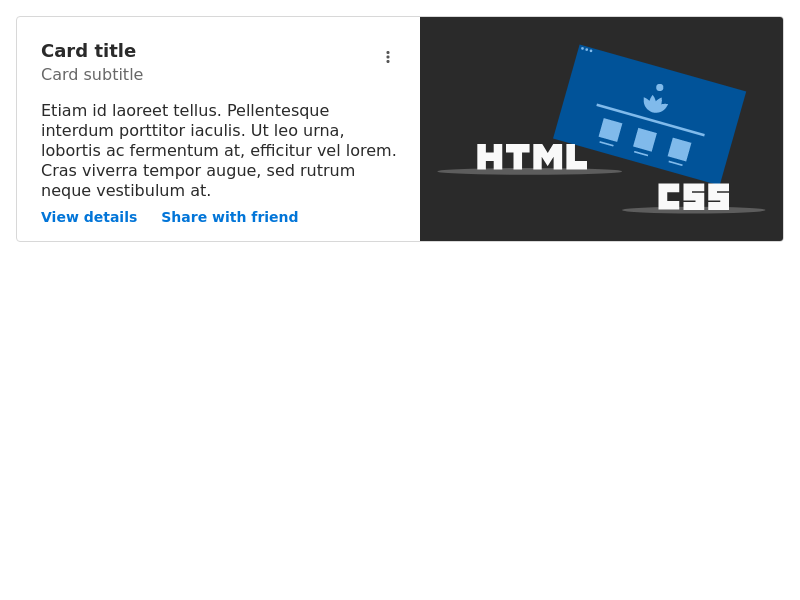 Card title
Card subtitle
Etiam id laoreet tellus. Pellentesque
interdum porttitor iaculis. Ut leo urna,
lobortis ac fermentum at, efficitur vel lorem.
Cras viverra tempor augue, sed rutrum
neque vestibulum at.
View details Share with friend
HTML
CSS